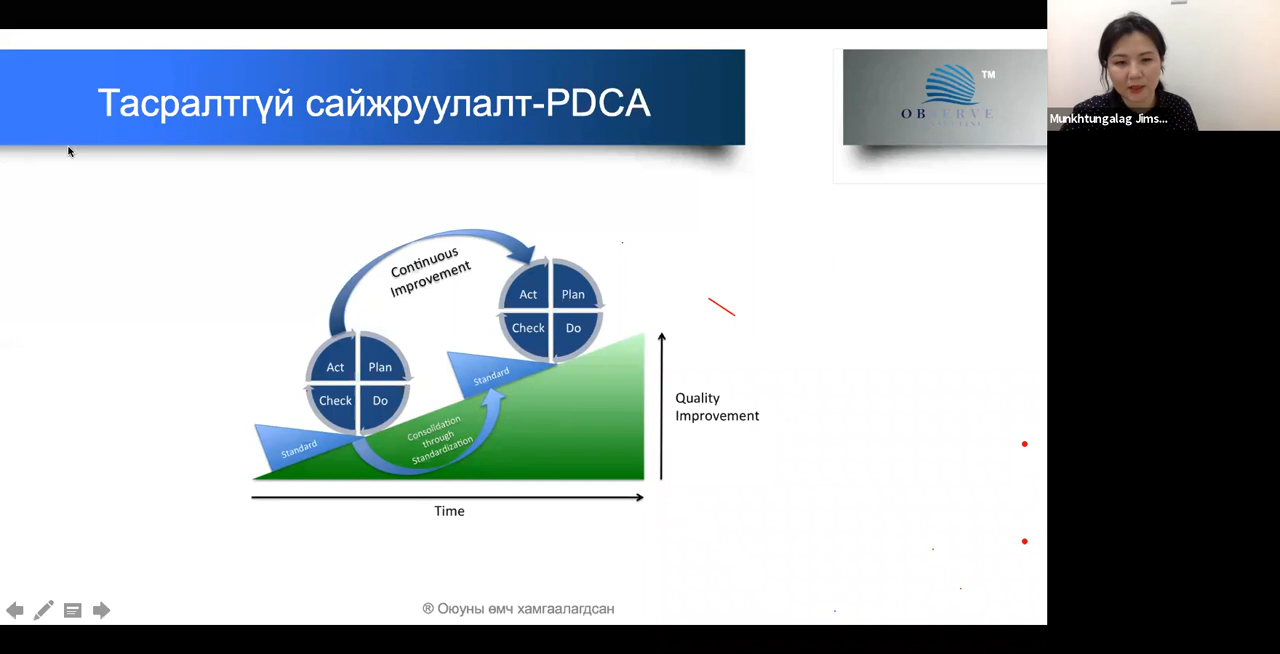 Тасралтгүй сайжруулалт-PDCA
TM
OBSERVE
Munkhtungalag Jims...
Continuous
Improvement
Act
Plan
Check
Do
Act
Plan
Check
Do
Standard
Standard
Consolidation
through
Standardization
Quality
Improvement
Time
® Оюуны өмч хамгаалагдсан